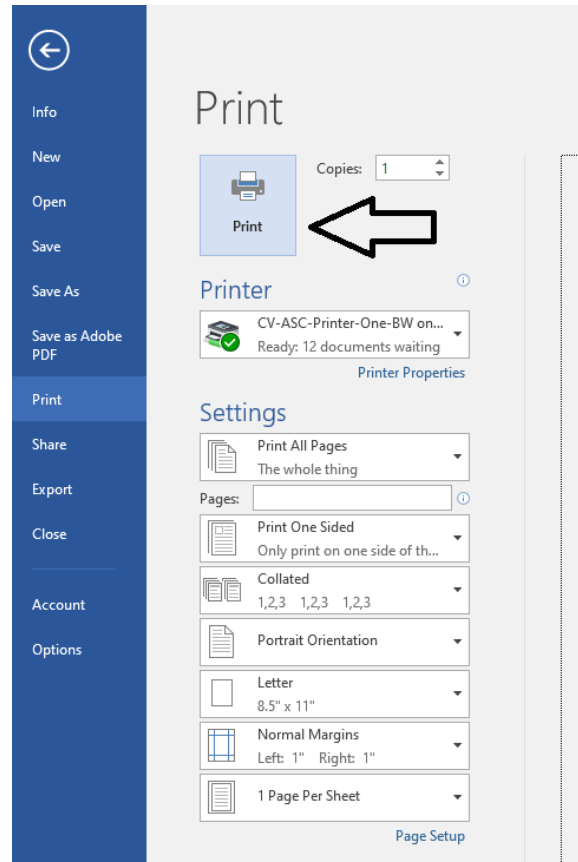 Info
New
Open
Save
Save As
Save as Adobe
PDF
Print
Share
Export
Close
Account
Options
Print
Print
Copies: 1
Printer
CV-ASC-Printer-One-BW on...
Ready: 12 documents waiting
Printer Properties
Settings
Print All Pages
The whole thing
Pages:
Print One Sided
Only print on one side of th...
Collated
1,2,3 1,2,3 1,2,3
Portrait Orientation
Letter
8.5" x 11"
Normal Margins
Left: 1" Right: 1"
1 Page Per Sheet
Page Setup